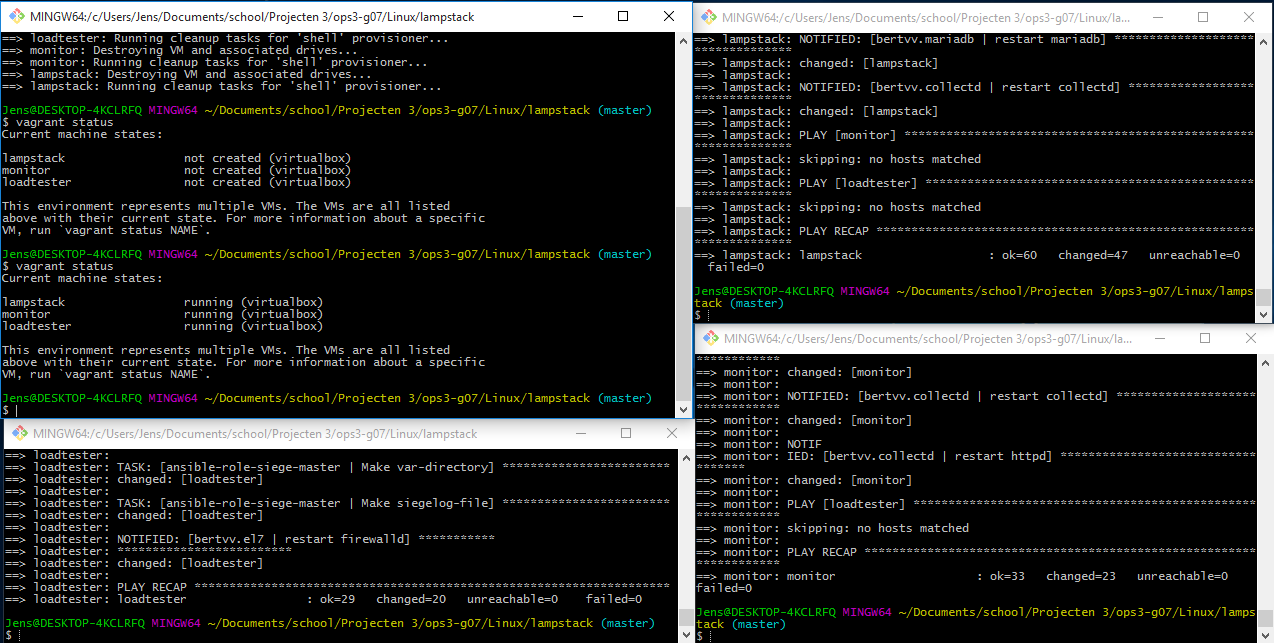 MINGW64:/c/Users/Jens/Documents/school/Projecten 3/ops3-g07/Linux/lampstack
==> loadtester: Running cleanup tasks for 'shell' provisioner...
==> monitor: Destroying VM and associated drives...
==> monitor: Running cleanup tasks for 'shell' provisioner...
==> lampstack: Destroying VM and associated drives...
==> lampstack: Running cleanup tasks for 'shell' provisioner...
Jens@DESKTOP-4KCLRFQ MINGW64 ~/Documents/school/Projecten 3/ops3-g07/Linux/lampstack (master)
$ vagrant status
Current machine states:
lampstack                 not created (virtualbox)
monitor                   not created (virtualbox)
loadtester                not created (virtualbox)
This environment represents multiple VMs. The VMs are all listed
above with their current state. For more information about a specific
VM, run `vagrant status NAME`.
Jens@DESKTOP-4KCLRFQ MINGW64 ~/Documents/school/Projecten 3/ops3-g07/Linux/lampstack (master)
$ vagrant status
Current machine states:
lampstack                 running (virtualbox)
monitor                   running (virtualbox)
loadtester                running (virtualbox)
This environment represents multiple VMs. The VMs are all listed
above with their current state. For more information about a specific
VM, run `vagrant status NAME`.
Jens@DESKTOP-4KCLRFQ MINGW64 ~/Documents/school/Projecten 3/ops3-g07/Linux/lampstack (master)
$
MINGW64:/c/Users/Jens/Documents/school/Projecten 3/ops3-g07/Linux/la...
==> lampstack: NOTIFIED: [bertvv.mariadb | restart mariadb] ********************
**************
==> lampstack: changed: [lampstack]
==> lampstack:
==> lampstack: NOTIFIED: [bertvv.collectd | restart collectd] ******************
**************
==> lampstack: changed: [lampstack]
==> lampstack:
==> lampstack: PLAY [monitor] **************************************************
**************
==> lampstack: skipping: no hosts matched
==> lampstack:
==> lampstack: PLAY [loadtester] ***********************************************
**************
==> lampstack: skipping: no hosts matched
==> lampstack:
==> lampstack: PLAY RECAP ******************************************************
**************
==> lampstack: lampstack                  : ok=60   changed=47   unreachable=0
failed=0
Jens@DESKTOP-4KCLRFQ MINGW64 ~/Documents/school/Projecten 3/ops3-g07/Linux/lamps
tack (master)
$
MINGW64:/c/Users/Jens/Documents/school/Projecten 3/ops3-g07/Linux/la...
************
==> monitor: changed: [monitor]
==> monitor:
==> monitor: NOTIFIED: [bertvv.collectd | restart collectd] ********************
************
==> monitor: changed: [monitor]
==> monitor:
==> monitor: NOTIF
==> monitor: IED: [bertvv.collectd | restart httpd] ****************************
*******
==> monitor: changed: [monitor]
==> monitor:
==> monitor: PLAY [loadtester] *************************************************
************
==> monitor: skipping: no hosts matched
==> monitor:
==> monitor: PLAY RECAP ********************************************************
************
==> monitor: monitor                    : ok=33   changed=23   unreachable=0
failed=0
Jens@DESKTOP-4KCLRFQ MINGW64 ~/Documents/school/Projecten 3/ops3-g07/Linux/lamps
tack (master)
$
MINGW64:/c/Users/Jens/Documents/school/Projecten 3/ops3-g07/Linux/lampstack
==> loadtester:
==> loadtester: TASK: [ansible-role-siege-master | Make var-directory] ************************
==> loadtester: changed: [loadtester]
==> loadtester:
==> loadtester: TASK: [ansible-role-siege-master | Make siegelog-file] ************************
==> loadtester: changed: [loadtester]
==> loadtester:
==> loadtester: NOTIFIED: [bertvv.el7 | restart firewalld] ***********
==> loadtester: *************************
==> loadtester: changed: [loadtester]
==> loadtester:
==> loadtester: PLAY RECAP ********************************************************************
==> loadtester: loadtester                 : ok=29   changed=20   unreachable=0    failed=0
Jens@DESKTOP-4KCLRFQ MINGW64 ~/Documents/school/Projecten 3/ops3-g07/Linux/lampstack (master)
$